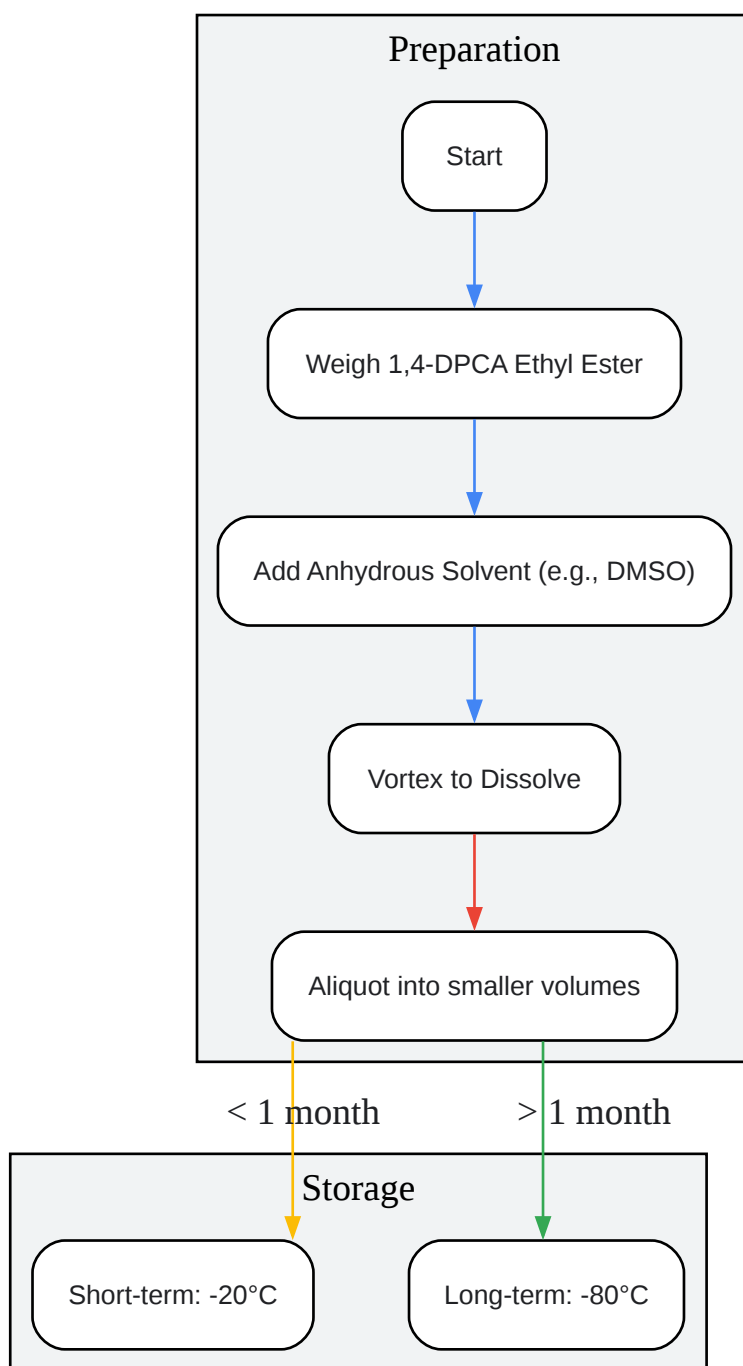 Preparation
Start
Weigh 1,4-DPCA Ethyl Ester
Add Anhydrous Solvent (e.g., DMSO)
Vortex to Dissolve
Aliquot into smaller volumes
< 1 month
> 1 month
Storage
Short-term: -20°C
Long-term: -80°C